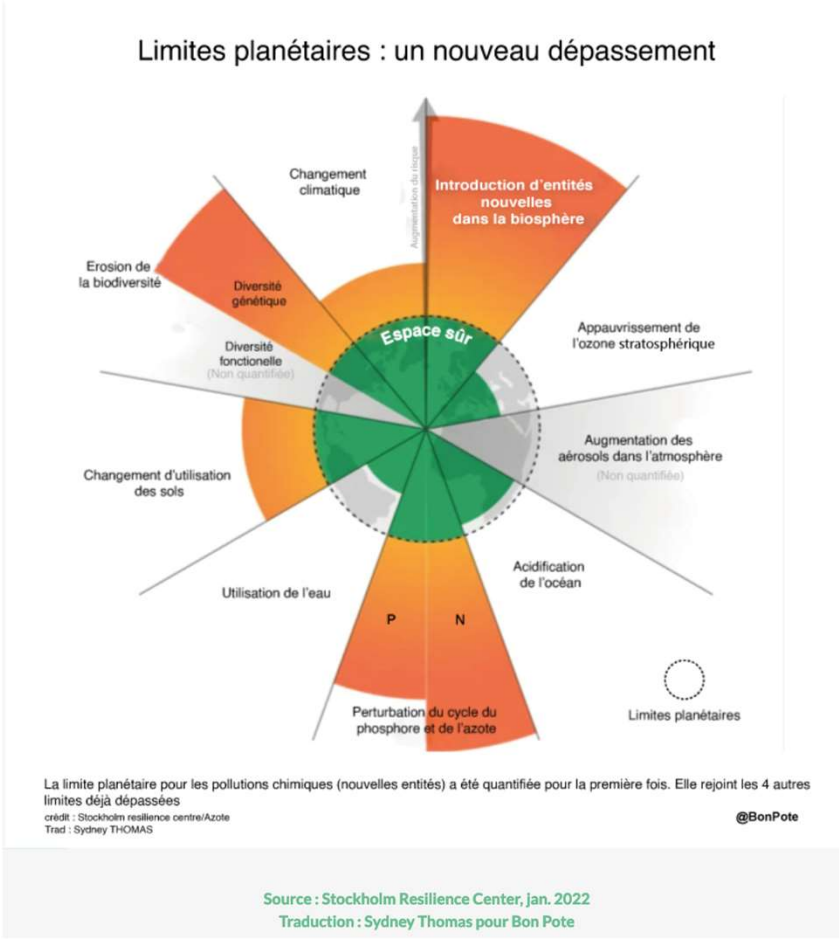 Limites planétaires : un nouveau dépassement
Changement
climatique
Augmentation du risque
Introduction d'entités
nouvelles
dans la biosphère
Erosion de
la biodiversité
Diversité
génétique
Diversité
fonctionelle
(Non quantifiée)
Espace sûr
Appauvrissement de
l'ozone stratosphérique
Augmentation des
aérosols dans l'atmosphère
(Non quantifiée)
Changement d'utilisation
des sols
Utilisation de l'eau
Acidification
de l'océan
P
N
Perturbation du cycle du
phosphore et de l'azote
Limites planétaires
La limite planétaire pour les pollutions chimiques (nouvelles entités) a été quantifiée pour la première fois. Elle rejoint les 4 autres
limites déjà dépassées
crédit : Stockholm resilience centre/Azote
Trad : Sydney THOMAS
@BonPote
Source : Stockholm Resilience Center, jan. 2022
Traduction : Sydney Thomas pour Bon Pote